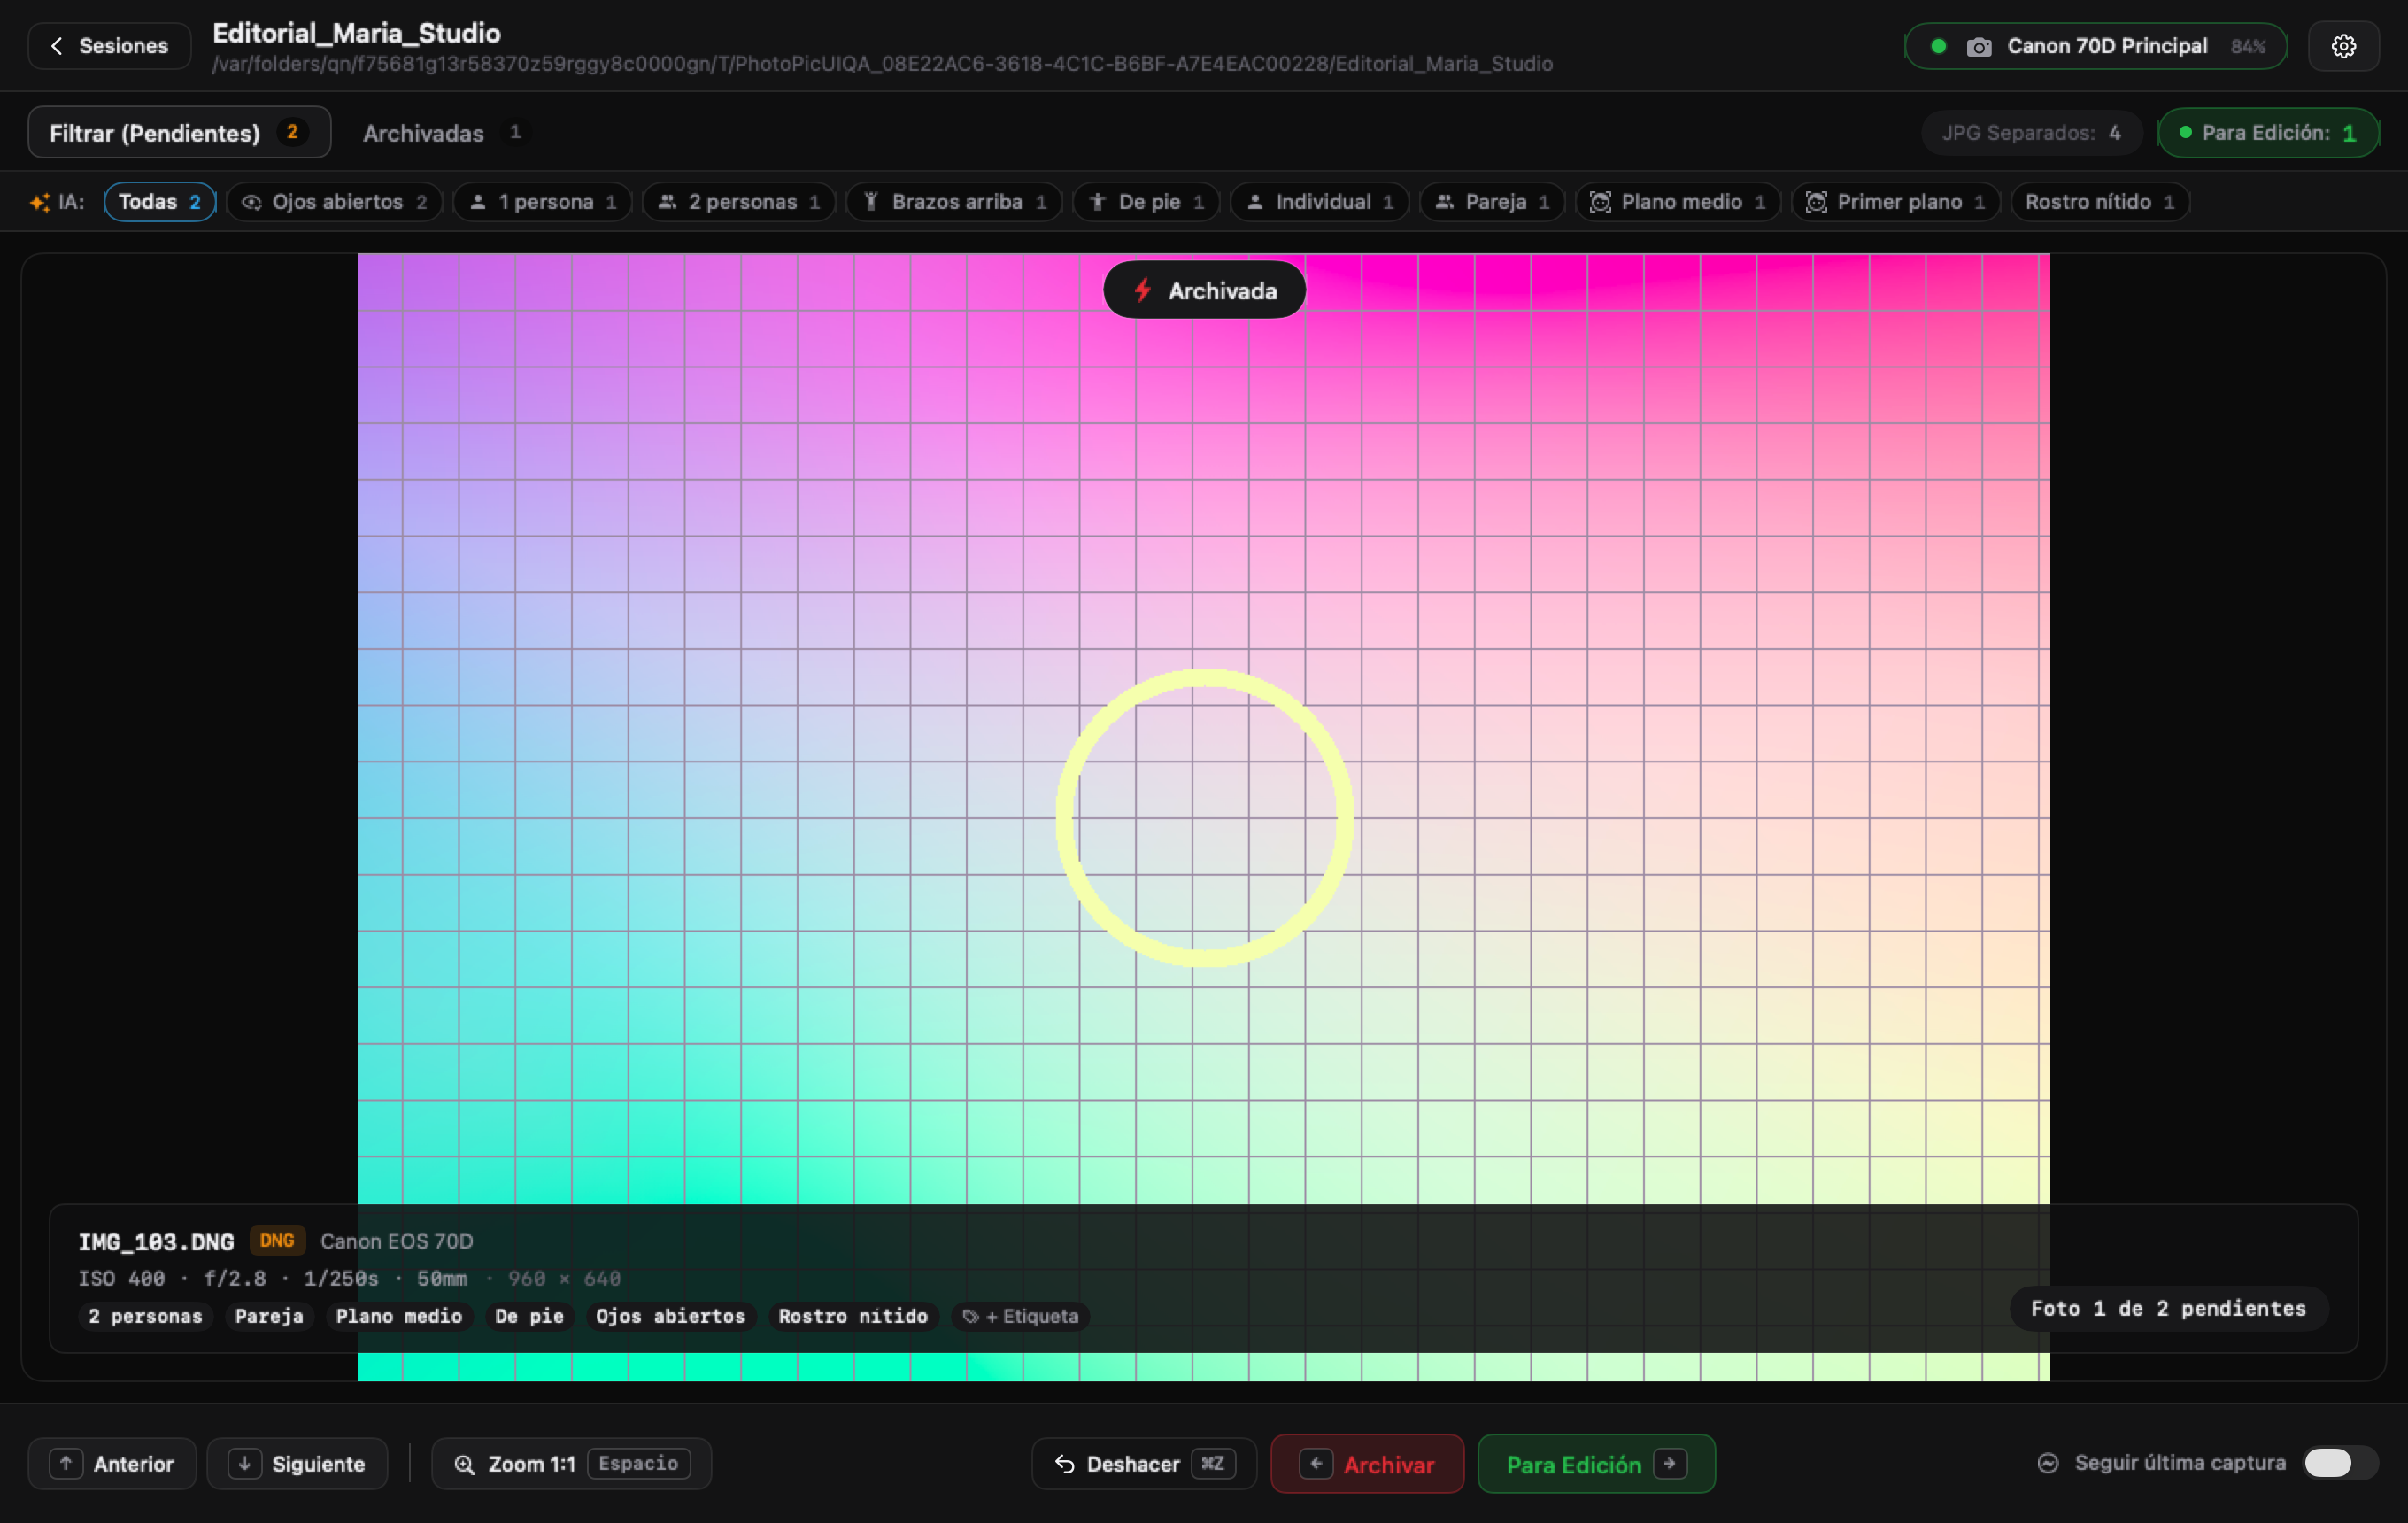 Sesiones
Editorial_Maria_Studio
/var/folders/qn/f75681g13r58370z59rggy8c0000gn/T/PhotoPicUIQA_08E22AC6-3618-4C1C-B6BF-A7E4EAC00228/Editorial_Maria_Studio
Canon 70D Principal 84%
Filtrar (Pendientes) 2 Archivadas 1 JPG Separados: 4 Para Edición: 1
IA: Todas 2 Ojos abiertos 2 1 persona 1 2 personas 1 Brazos arriba 1 De pie 1 Individual 1 Pareja 1 Plano medio 1 Primer plano 1 Rostro nítido 1
Archivada
IMG_103.DNG DNG Canon EOS 70D
ISO 400 · f/2.8 · 1/250s · 50mm · 960 × 640
2 personas Pareja Plano medio De pie Ojos abiertos Rostro nítido + Etiqueta
Foto 1 de 2 pendientes
↑ Anterior ↓ Siguiente Zoom 1:1 Espacio Deshacer ⌘Z ← Archivar Para Edición → Seguir última captura